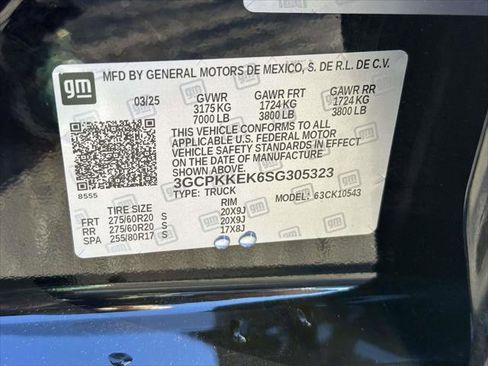 gm
MFD BY GENERAL MOTORS DE MEXICO, S. DE R.L. DE C.V.
03/25 GVWR GAWR FRT GAWR RR
3175 KG 1724 KG 1724 KG
7000 LB 3800 LB 3800 LB
THIS VEHICLE CONFORMS TO ALL
APPLICABLE U.S. FEDERAL MOTOR
VEHICLE SAFETY STANDARDS IN
EFFECT ON THE DATE OF
MANUFACTURE SHOWN ABOVE.
8555
3GCPKKEK6SG305323
TYPE: TRUCK MODEL: 63CK10543
TIRE SIZE RIM
FRT 275/60R20 S 20X9J
RR 275/60R20 S 20X9J
SPA 255/80R17 S 17X8J